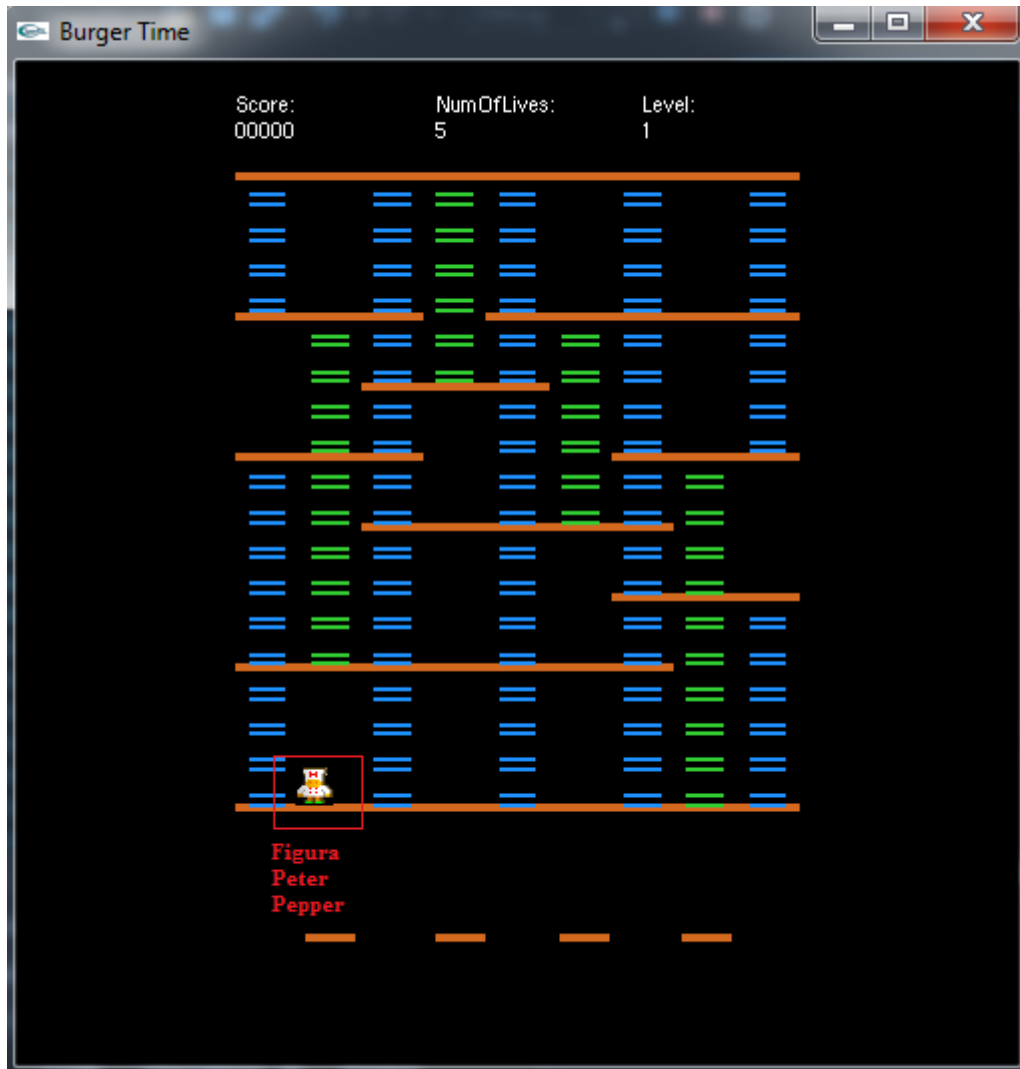 Burger Time
Score: NumOfLives: Level:
00000 5 1
H
Figura
Peter
Pepper